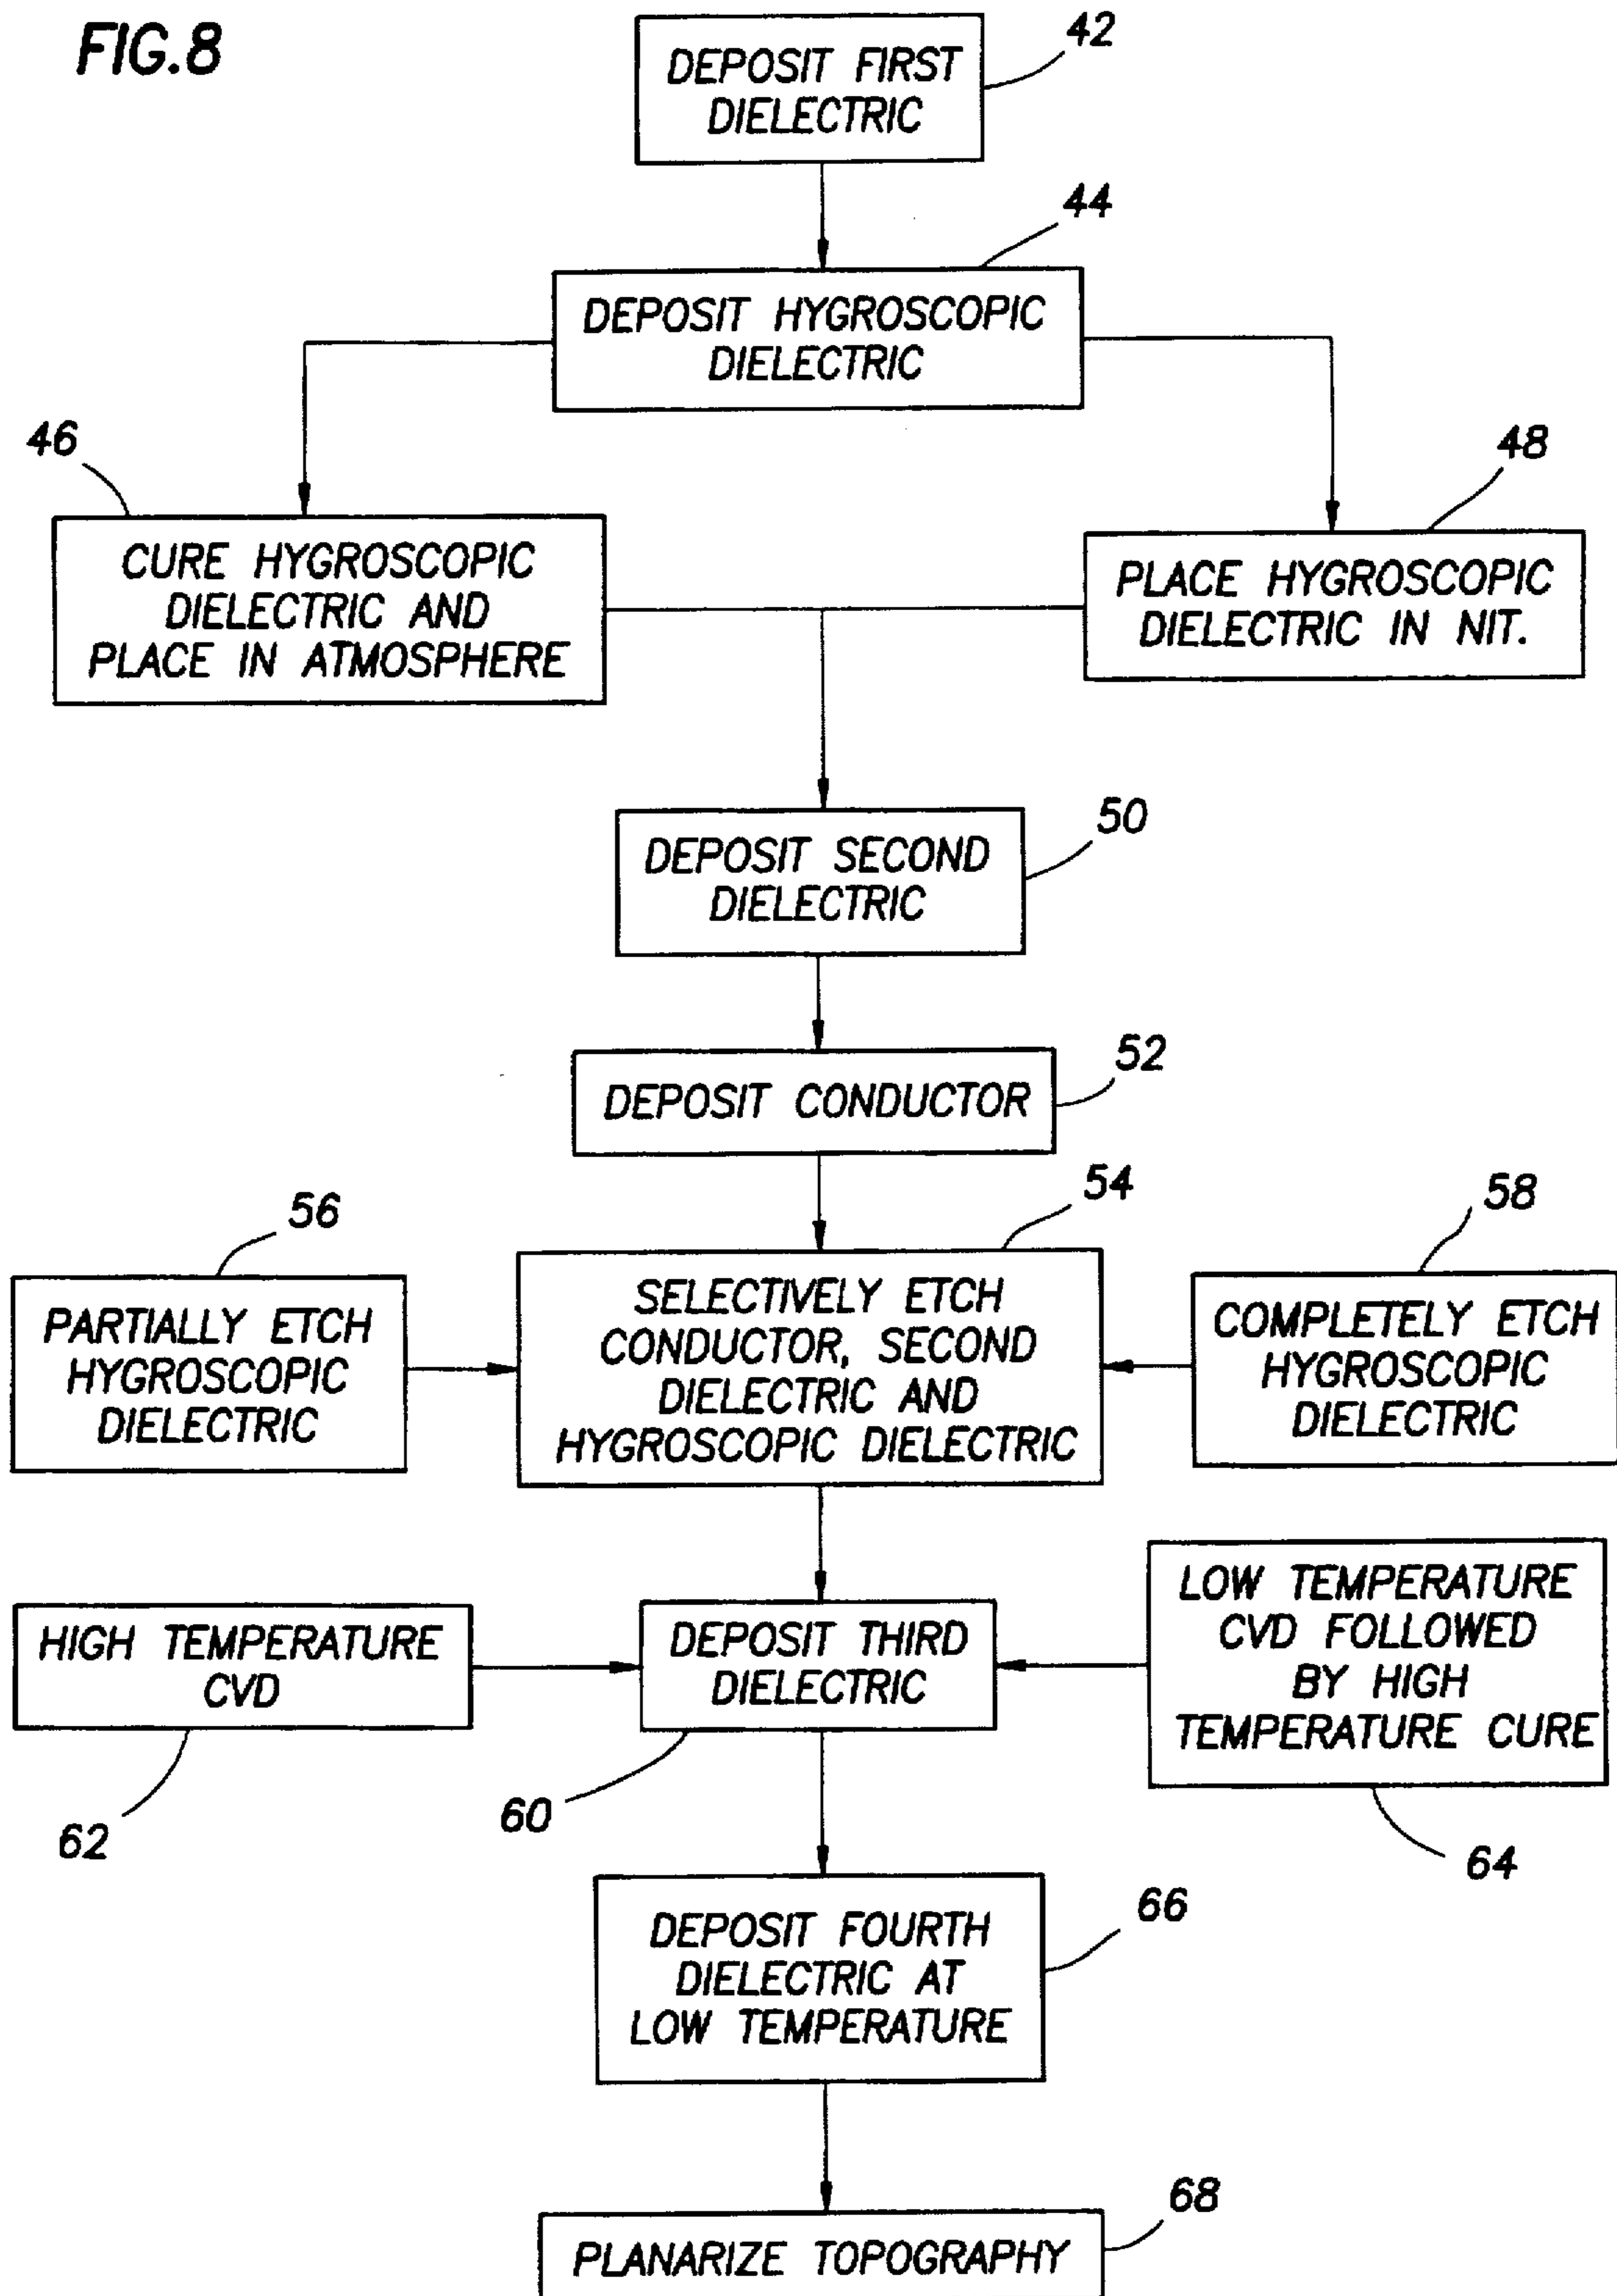 FIG.8
42
DEPOSIT FIRST
DIELECTRIC
44
DEPOSIT HYGROSCOPIC
DIELECTRIC
46
CURE HYGROSCOPIC
DIELECTRIC AND
PLACE IN ATMOSPHERE
48
PLACE HYGROSCOPIC
DIELECTRIC IN NIT.
50
DEPOSIT SECOND
DIELECTRIC
52
DEPOSIT CONDUCTOR
56
PARTIALLY ETCH
HYGROSCOPIC
DIELECTRIC
54
SELECTIVELY ETCH
CONDUCTOR, SECOND
DIELECTRIC AND
HYGROSCOPIC DIELECTRIC
58
COMPLETELY ETCH
HYGROSCOPIC
DIELECTRIC
HIGH TEMPERATURE
CVD
62
DEPOSIT THIRD
DIELECTRIC
60
LOW TEMPERATURE
CVD FOLLOWED
BY HIGH
TEMPERATURE CURE
64
66
DEPOSIT FOURTH
DIELECTRIC AT
LOW TEMPERATURE
68
PLANARIZE TOPOGRAPHY